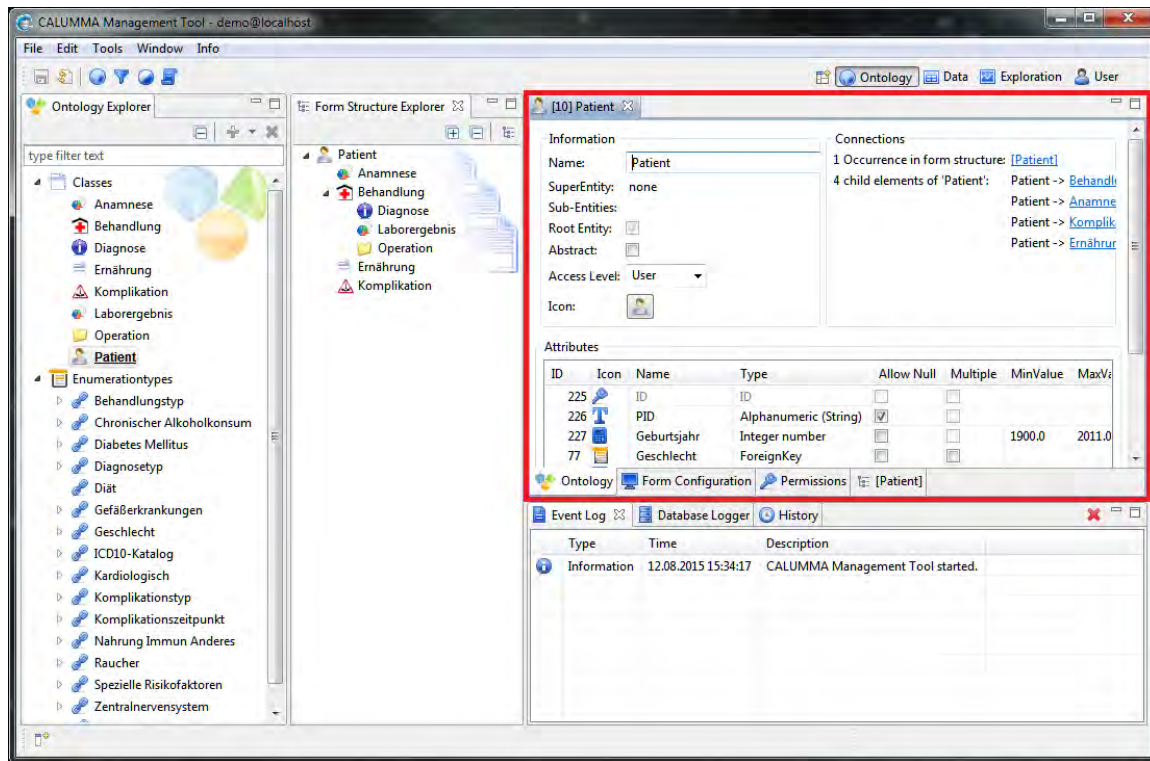 CALUMMA Management Tool - demo@localhost
File Edit Tools Window Info
Ontology Data Exploration User
Ontology Explorer
type filter text
Classes
Anamnese
Behandlung
Diagnose
Ernährung
Komplikation
Laborergebnis
Operation
Patient
Enumerationtypes
Behandlungstyp
Chronischer Alkoholkonsum
Diabetes Mellitus
Diagnosetyp
Diät
Gefäßerkrankungen
Geschlecht
ICD10-Katalog
Kardiologisch
Komplikationstyp
Komplikationszeitpunkt
Nahrung Immun Anderes
Raucher
Spezielle Risikofaktoren
Zentralnervensystem
Form Structure Explorer
Patient
Anamnese
Behandlung
Diagnose
Laborergebnis
Operation
Ernährung
Komplikation
[10] Patient
Information
Name: Patient
SuperEntity: none
Sub-Entities:
Root Entity:
Abstract:
Access Level: User
Icon:
Connections
1 Occurrence in form structure: [Patient]
4 child elements of 'Patient': Patient -> Behandl
Patient -> Anamne
Patient -> Komplik
Patient -> Ernährur
Attributes
ID Icon Name Type Allow Null Multiple MinValue MaxVa
225 ID ID
226 PID Alphanumeric (String)
227 Geburtsjahr Integer number 1900.0 2011.0
77 Geschlecht ForeignKey
Ontology Form Configuration Permissions [Patient]
Event Log Database Logger History
Type Time Description
Information 12.08.2015 15:34:17 CALUMMA Management Tool started.